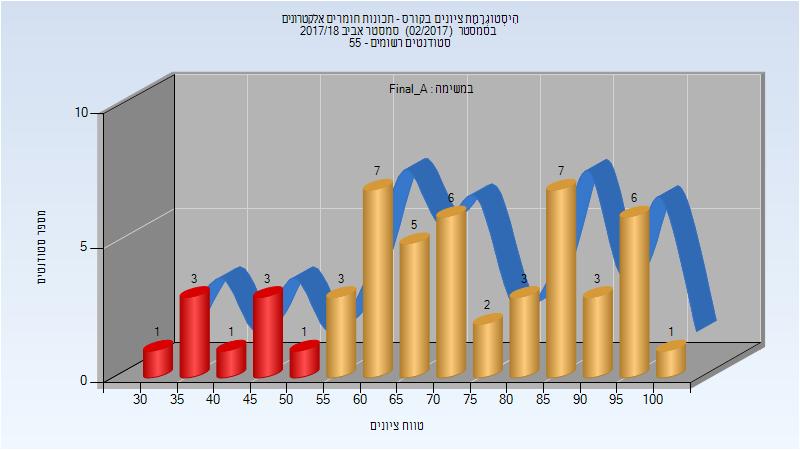 היסטוגרמת ציונים בקורס - תכונות חומרים אלקטרונים
בסמסטר (02/2017) סמסטר אביב 2017/18
סטודנטים רשומים - 55
במשימה : Final_A
10
5
0
מספר סטודנטים
1
3
1
3
1
3
7
5
6
2
3
7
3
6
1
30 35 40 45 50 55 60 65 70 75 80 85 90 95 100
טווח ציונים